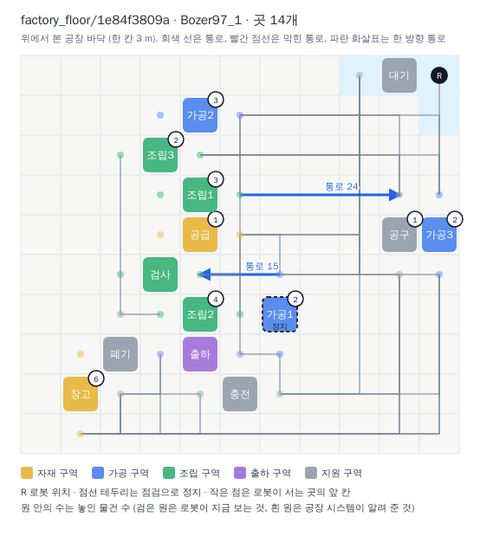 factory_floor/1e84f3809a · Bozer97_1 · 곳 14개
위에서 본 공장 바닥 (한 칸 3 m). 회색 선은 통로, 빨간 점선은 막힌 통로, 파란 화살표는 한 방향 통로
대기 R
가공2 3
조립3 2
조립1 3
통로 24
공급 1
공구 1
가공3 2
검사
통로 15
조립2 4
가공1 2
정지
폐기
출하
창고 6
충전
자재 구역 가공 구역 조립 구역 출하 구역 지원 구역
R 로봇 위치 · 점선 테두리는 점검으로 정지 · 작은 점은 로봇이 서는 곳의 앞 칸
원 안의 수는 놓인 물건 수 (검은 원은 로봇이 지금 보는 것, 흰 원은 공장 시스템이 알려 준 것)